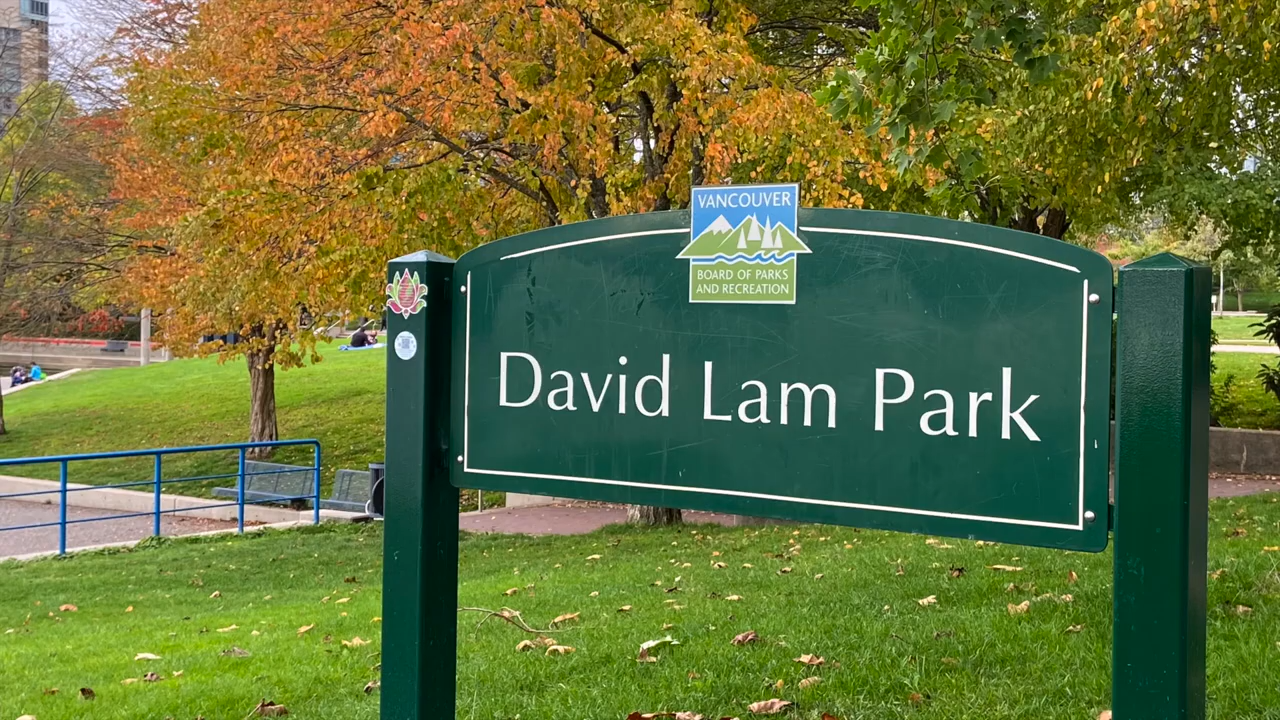 VANCOUVER
BOARD OF PARKS
AND RECREATION
David Lam Park